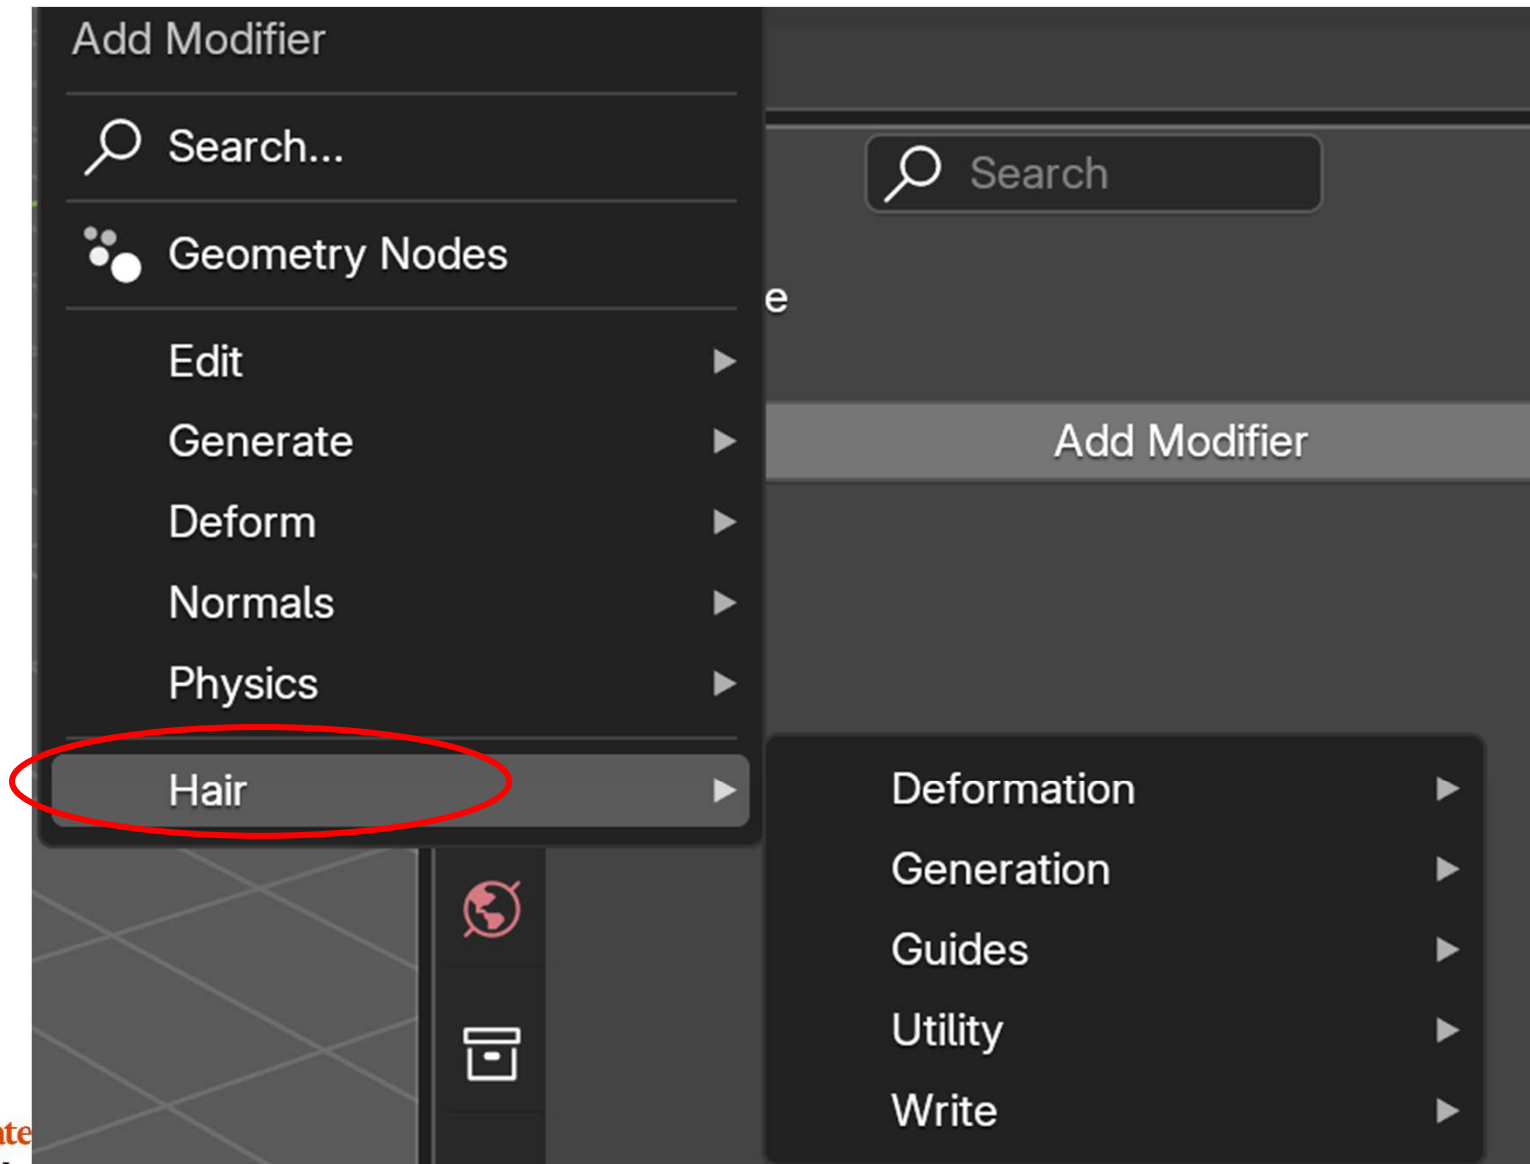 Add Modifier
Search...
Search
Geometry Nodes
e
Edit
Generate
Add Modifier
Deform
Normals
Physics
Hair
Deformation
Generation
Guides
Utility
Write
ate